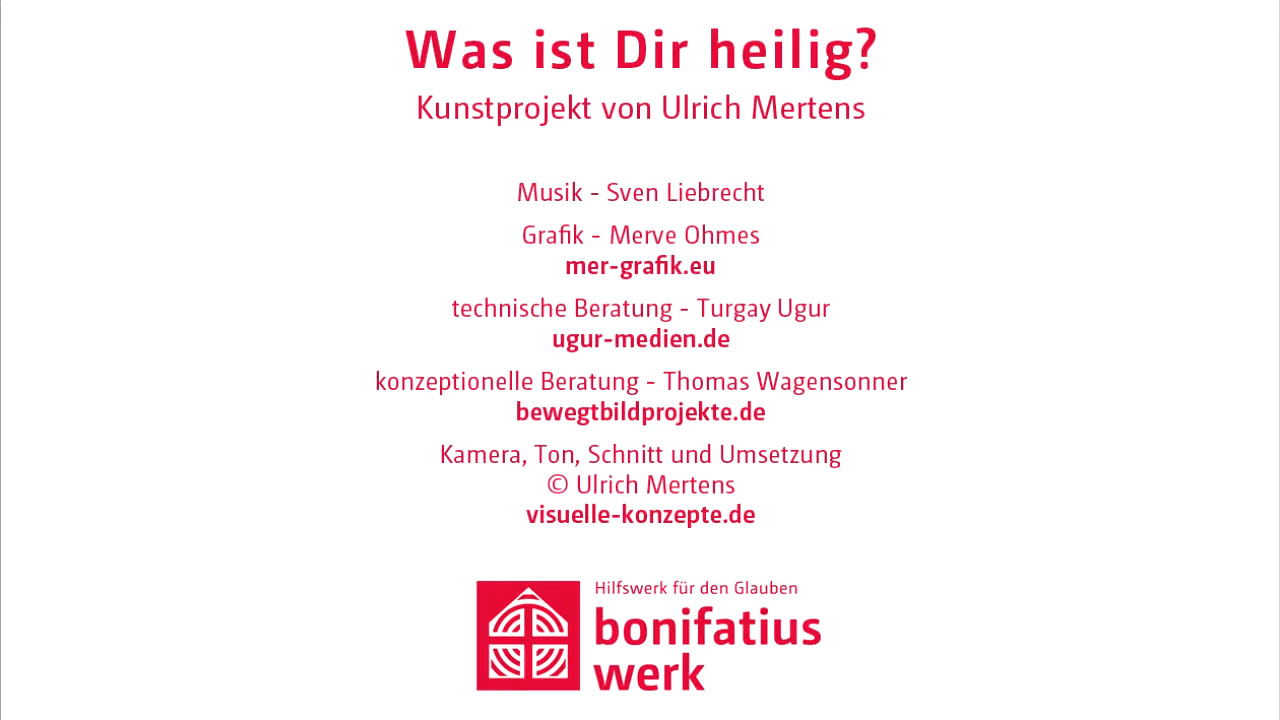 Was ist Dir heilig?
Kunstprojekt von Ulrich Mertens
Musik - Sven Liebrecht
Grafik - Merve Ohmes
mer-grafik.eu
technische Beratung - Turgay Ugur
ugur-medien.de
konzeptionelle Beratung - Thomas Wagensonner
bewegtbildprojekte.de
Kamera, Ton, Schnitt und Umsetzung
© Ulrich Mertens
visuelle-konzepte.de
Hilfswerk für den Glauben
bonifatius
werk